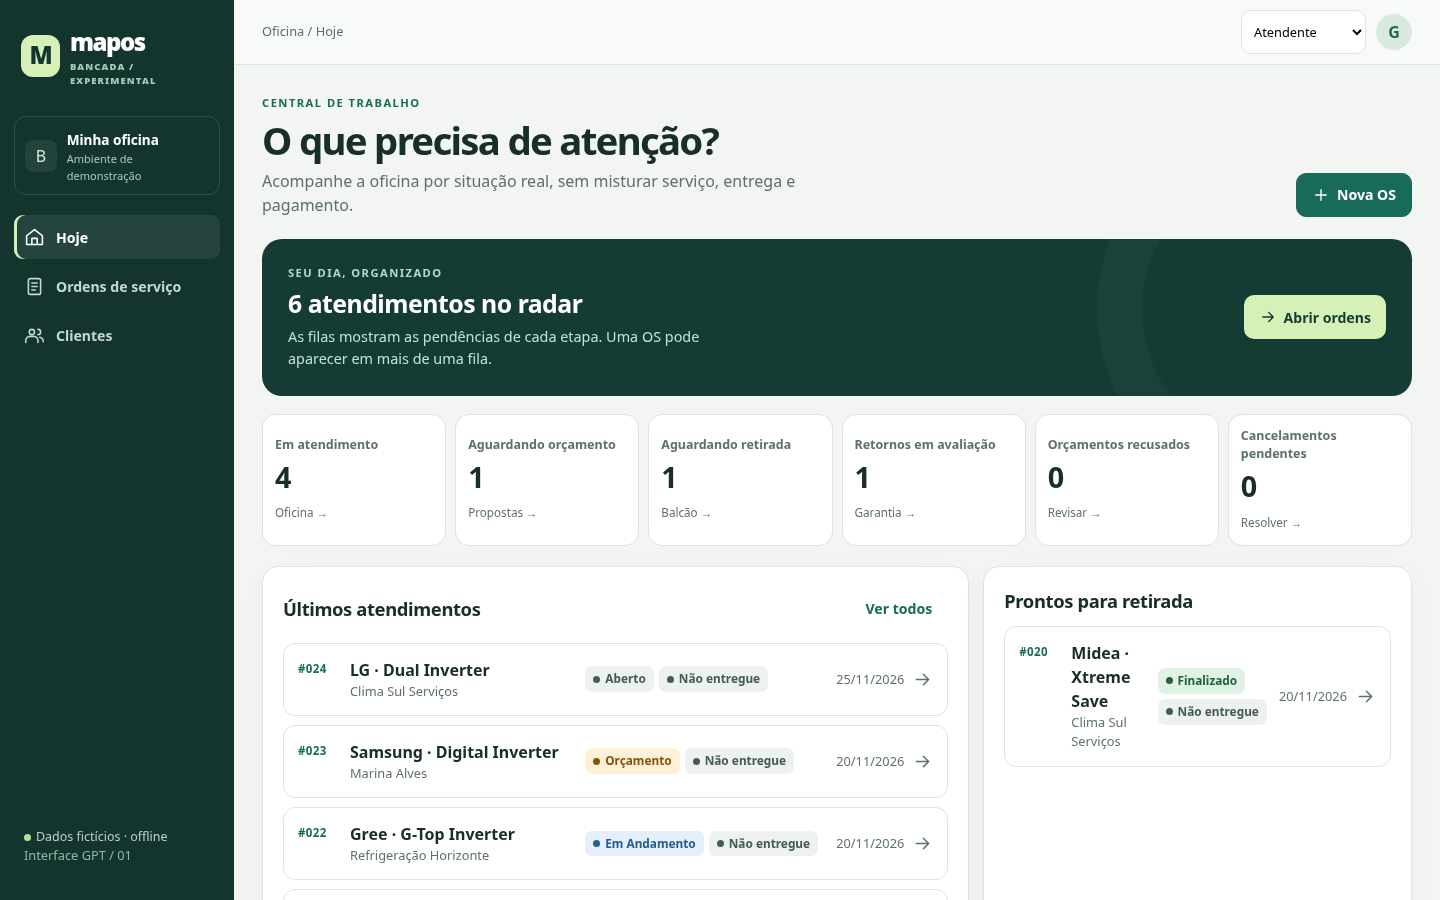 M
mapos
BANCADA /
EXPERIMENTAL
B
Minha oficina
Ambiente de
demonstração
Hoje
Ordens de serviço
Clientes
Dados fictícios · offline
Interface GPT / 01
Oficina / Hoje
Atendente
G
CENTRAL DE TRABALHO
O que precisa de atenção?
Acompanhe a oficina por situação real, sem misturar serviço, entrega e
pagamento.
Nova OS
SEU DIA, ORGANIZADO
6 atendimentos no radar
As filas mostram as pendências de cada etapa. Uma OS pode
aparecer em mais de uma fila.
Abrir ordens
Em atendimento
4
Oficina →
Aguardando orçamento
1
Propostas →
Aguardando retirada
1
Balcão →
Retornos em avaliação
1
Garantia →
Orçamentos recusados
0
Revisar →
Cancelamentos
pendentes
0
Resolver →
Últimos atendimentos
Ver todos
#024
LG · Dual Inverter
Clima Sul Serviços
Aberto
Não entregue
25/11/2026
#023
Samsung · Digital Inverter
Marina Alves
Orçamento
Não entregue
20/11/2026
#022
Gree · G-Top Inverter
Refrigeração Horizonte
Em Andamento
Não entregue
20/11/2026
Prontos para retirada
#020
Midea ·
Xtreme
Save
Clima Sul
Serviços
Finalizado
Não entregue
20/11/2026